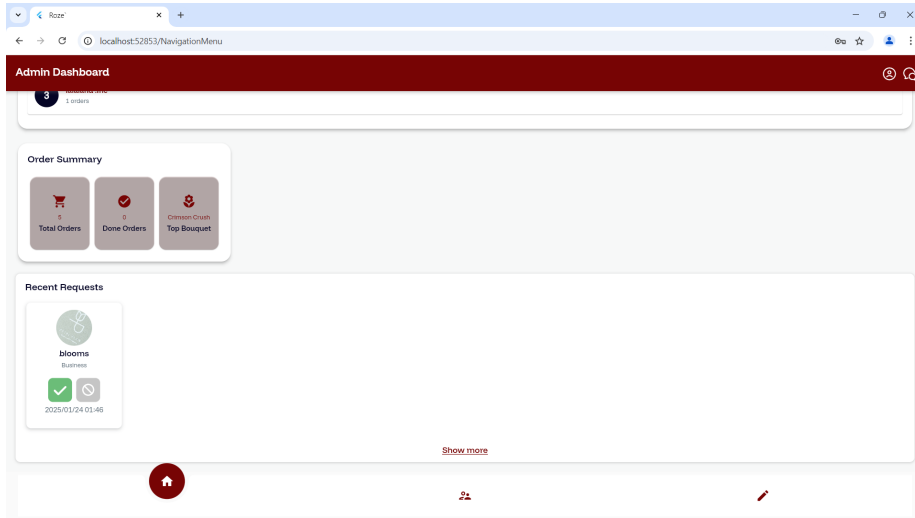 Roze'
localhost:52853/NavigationMenu
Admin Dashboard
3
1 orders
Order Summary
5
Total Orders
0
Done Orders
Crimson Crush
Top Bouquet
Recent Requests
blooms
Business
2025/01/24 01:46
Show more